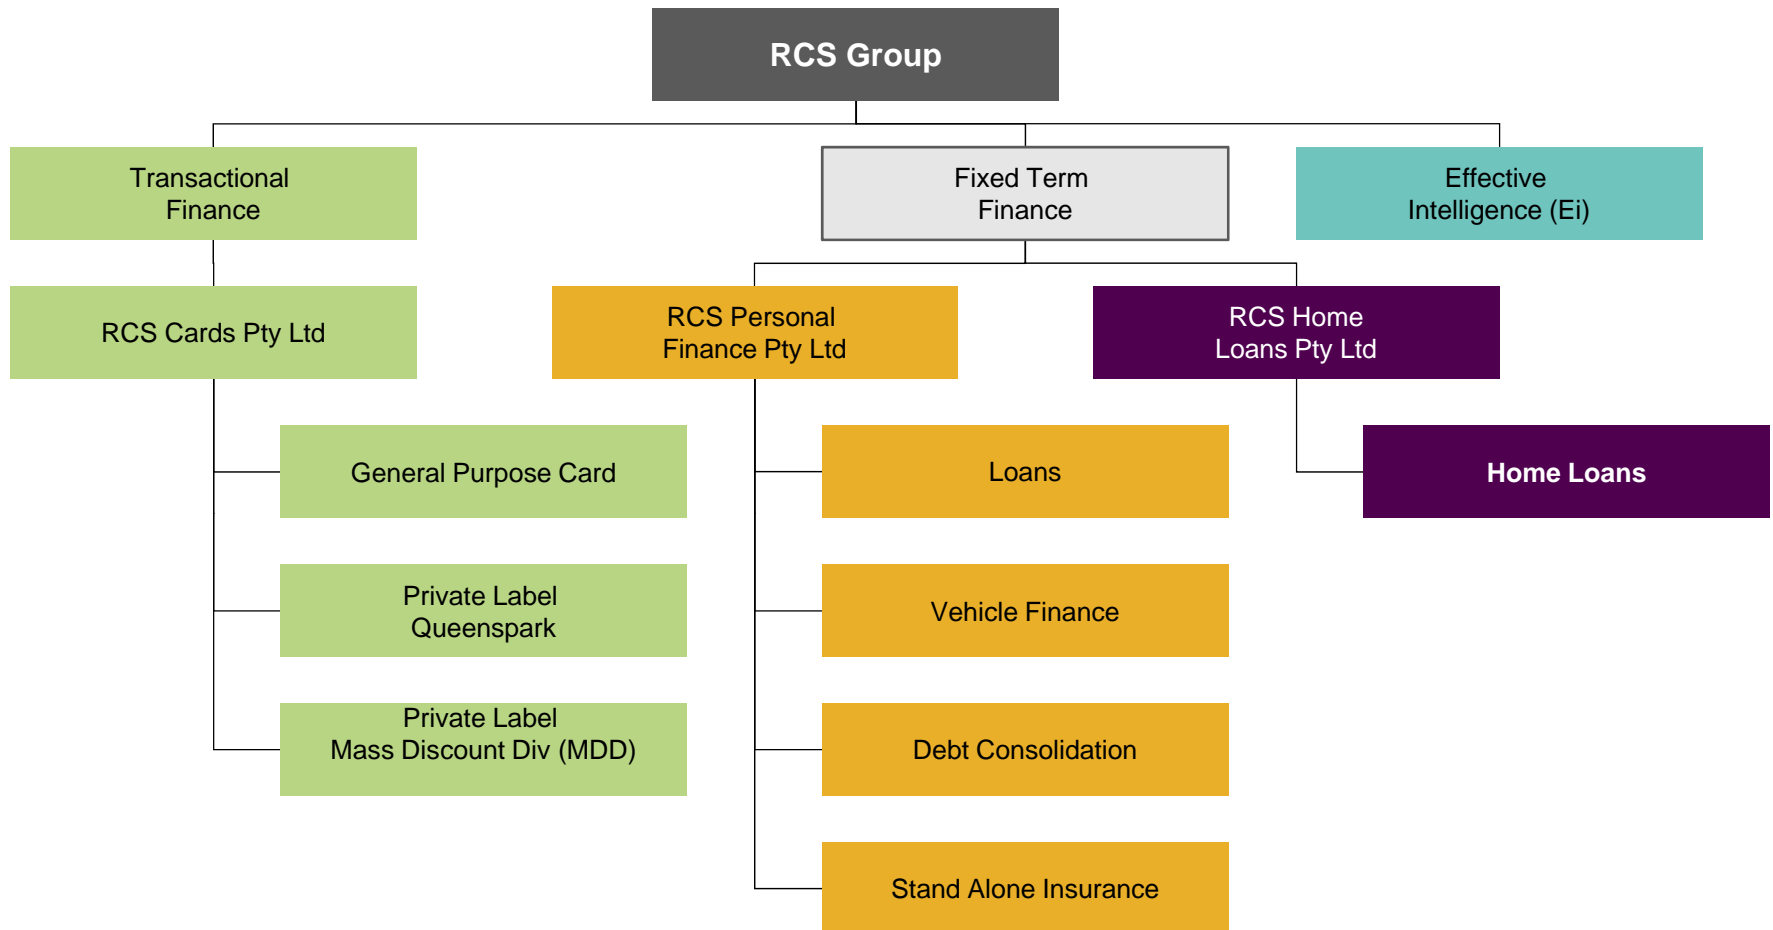 RCS Group
Transactional
Finance
Fixed Term
Finance
Effective
Intelligence (Ei)
RCS Cards Pty Ltd
RCS Personal
Finance Pty Ltd
RCS Home
Loans Pty Ltd
General Purpose Card
Loans
Home Loans
Private Label
Queenspark
Vehicle Finance
Private Label
Mass Discount Div (MDD)
Debt Consolidation
Stand Alone Insurance